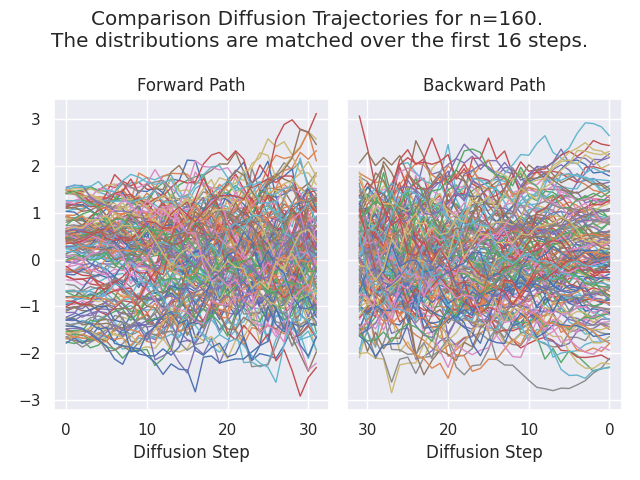 Comparison Diffusion Trajectories for n=160.
The distributions are matched over the first 16 steps.
Forward Path
Backward Path
3
2
1
0
−1
−2
−3
0 10 20 30
30 20 10 0
Diffusion Step
Diffusion Step